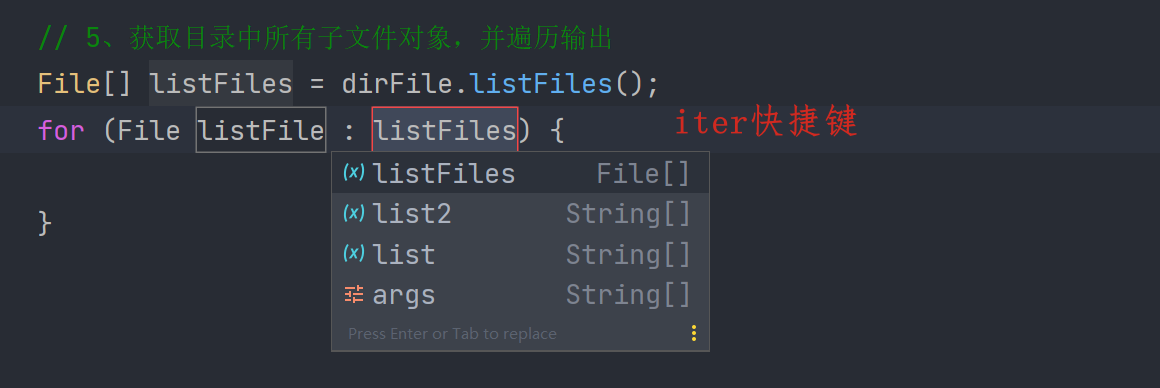 // 5、获取目录中所有子文件对象，并遍历输出
File[] listFiles = dirFile.listFiles();
for (File listFile : listFiles) {
iter快捷键
listFiles File[]
list2 String[]
list String[]
args String[]
Press Enter or Tab to replace
}